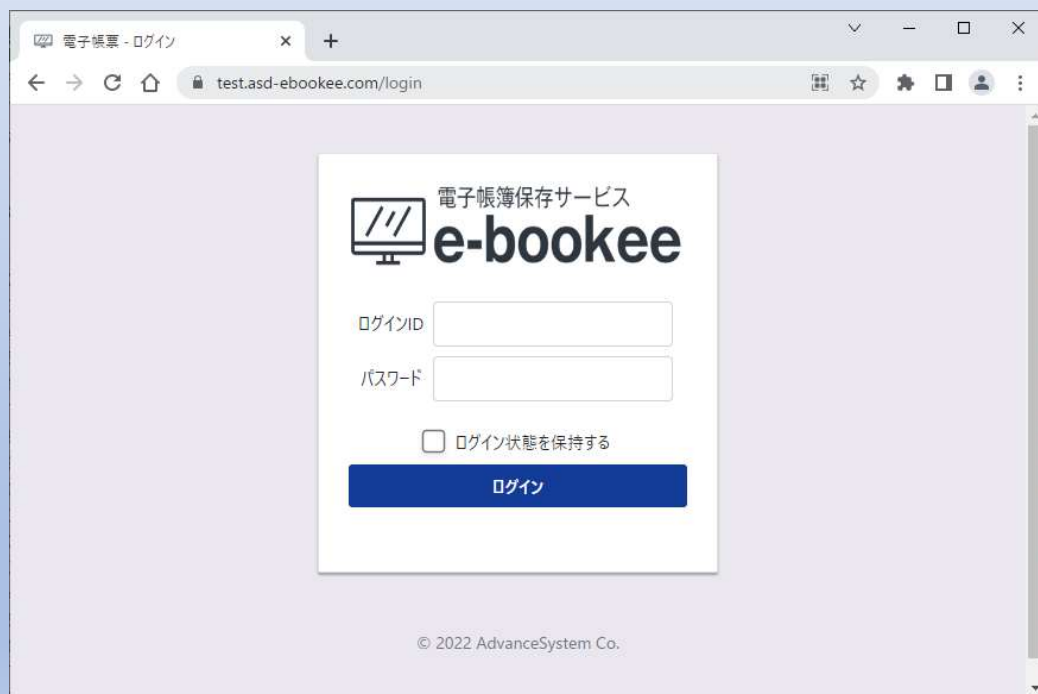 電子帳票 - ログイン
test.asd-ebookee.com/login
電子帳簿保存サービス
e-bookee
ログインID
パスワード
ログイン状態を保持する
ログイン
© 2022 AdvanceSystem Co.